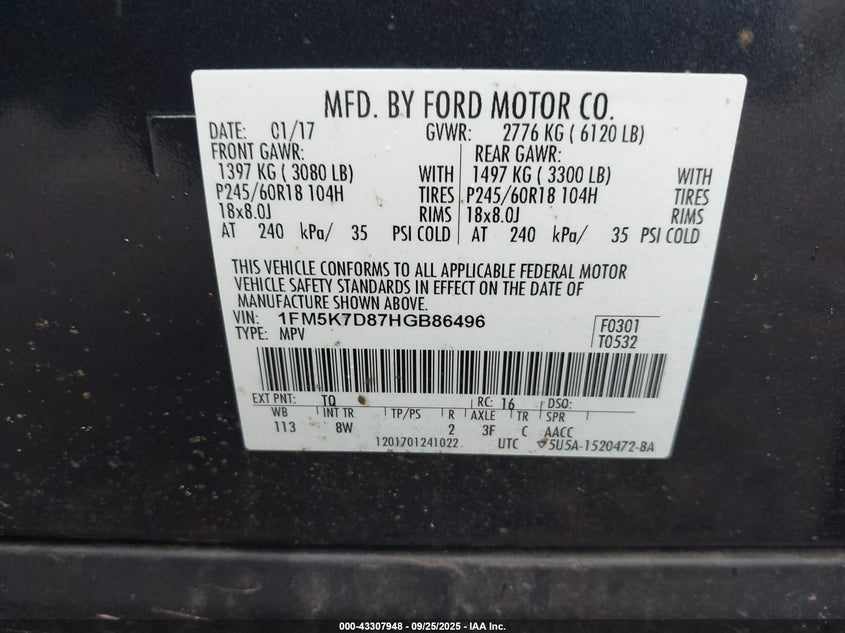 MFD. BY FORD MOTOR CO.
DATE: 01/17 GVWR: 2776 KG ( 6120 LB)
FRONT GAWR: REAR GAWR:
1397 KG ( 3080 LB) WITH 1497 KG ( 3300 LB) WITH
P245/60R18 104H TIRES P245/60R18 104H TIRES
18x8.0J RIMS 18x8.0J RIMS
AT 240 kPa/ 35 PSI COLD AT 240 kPa/ 35 PSI COLD
THIS VEHICLE CONFORMS TO ALL APPLICABLE FEDERAL MOTOR
VEHICLE SAFETY STANDARDS IN EFFECT ON THE DATE OF
MANUFACTURE SHOWN ABOVE.
VIN: 1FM5K7D87HGB86496 F0301
TYPE: MPV T0532
EXT PNT: TQ RC: 16 DSO:
WB INT TR TP/PS R AXLE TR SPR
113 8W 2 3F C AACC
1201701241022 UTC 5U5A-1520472-BA
000-43307948 - 09/25/2025 - IAA Inc.